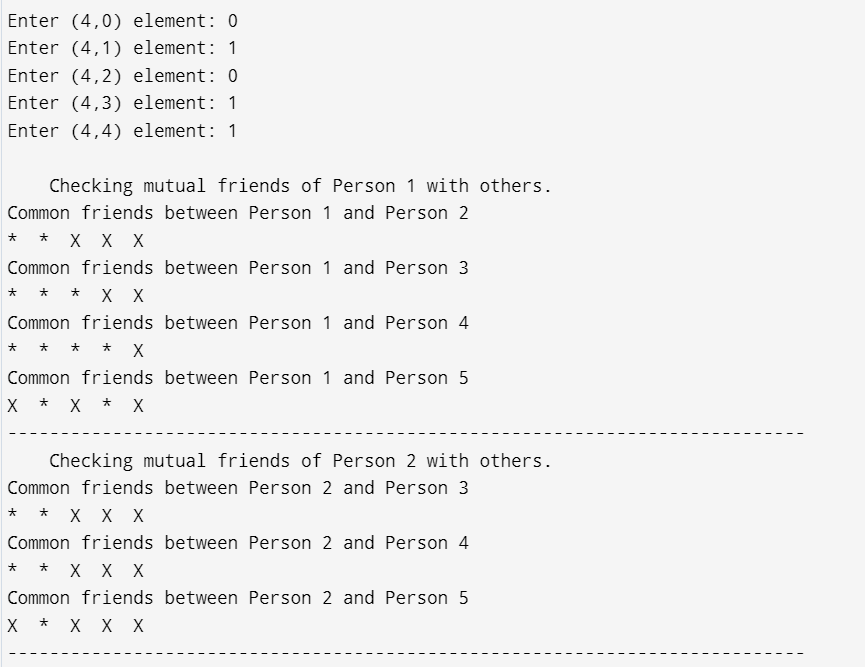 Enter (4,0) element: 0
Enter (4,1) element: 1
Enter (4,2) element: 0
Enter (4,3) element: 1
Enter (4,4) element: 1
Checking mutual friends of Person 1 with others.
Common friends between Person 1 and Person 2
* * X X X
Common friends between Person 1 and Person 3
* * * X X
Common friends between Person 1 and Person 4
* * * * X
Common friends between Person 1 and Person 5
X * X * X
----------------------------------------------------------------------------
Checking mutual friends of Person 2 with others.
Common friends between Person 2 and Person 3
* * X X X
Common friends between Person 2 and Person 4
* * X X X
Common friends between Person 2 and Person 5
X * X X X
----------------------------------------------------------------------------